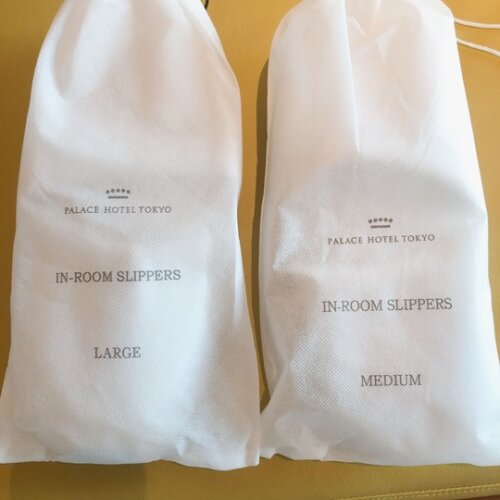 PALACE HOTEL TOKYO
IN-ROOM SLIPPERS
LARGE
PALACE HOTEL TOKYO
IN-ROOM SLIPPERS
MEDIUM